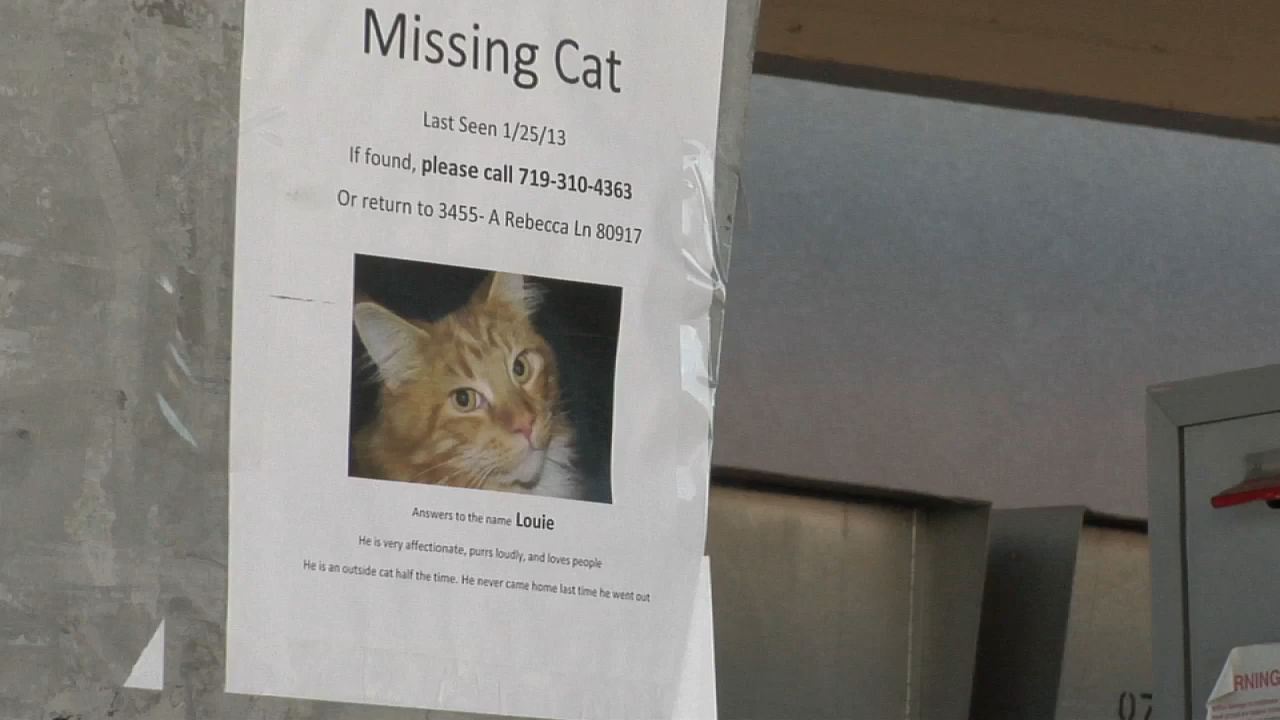 Missing Cat
Last Seen 1/25/13
If found, please call 719-310-4363
Or return to 3455- A Rebecca Ln 80917
Answers to the name Louie
He is very affectionate, purrs loudly, and loves people
He is an outside cat half the time. He never came home last time he went out
RNING
07